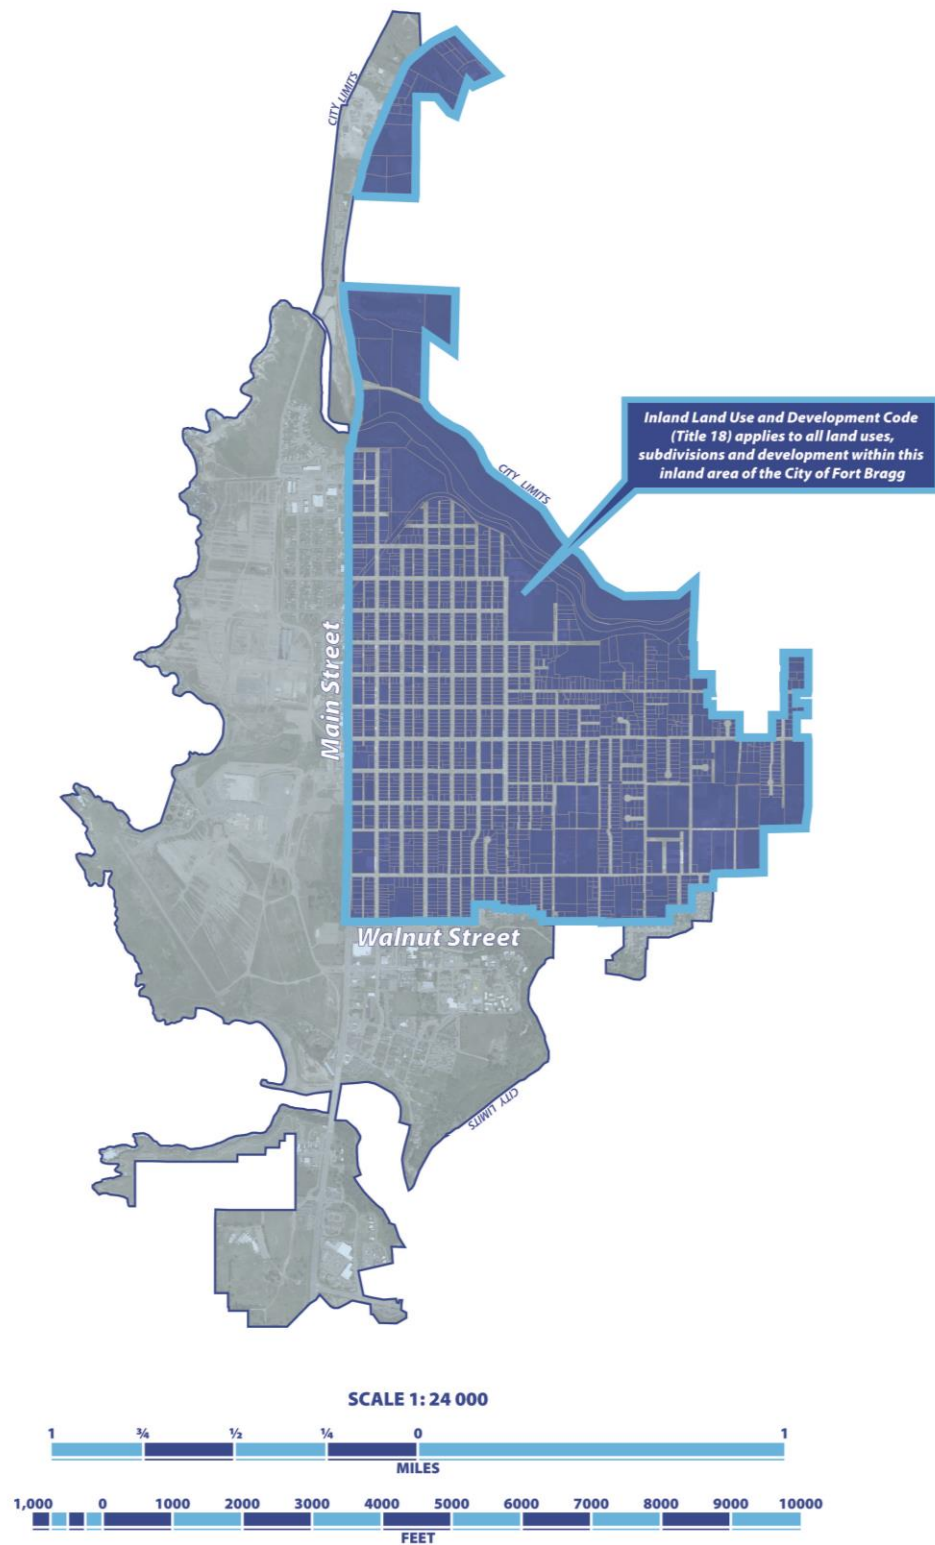 CITY LIMITS
Inland Land Use and Development Code
(Title 18) applies to all land uses,
subdivisions and development within this
inland area of the City of Fort Bragg
CITY LIMITS
Main Street
Walnut Street
CITY LIMITS
SCALE 1: 24 000
1 ¾ ½ ¼ 0 1
MILES
1,000 0 1000 2000 3000 4000 5000 6000 7000 8000 9000 10000
FEET